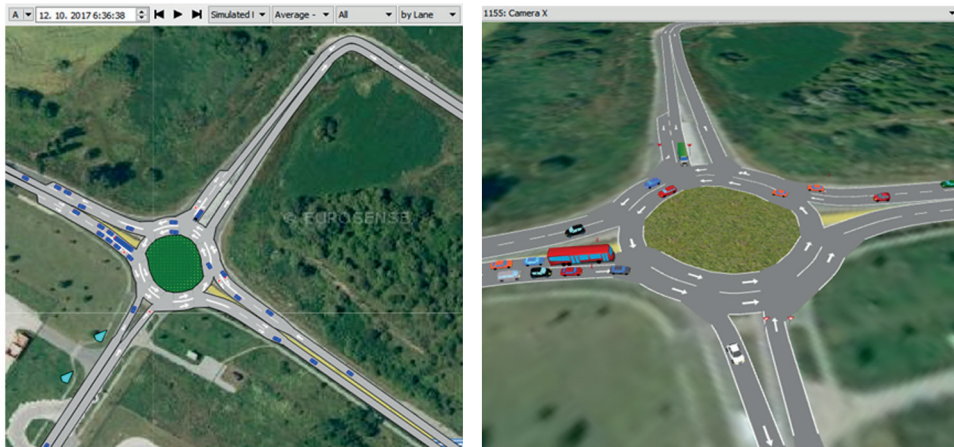 A 12. 10. 2017 6:36:38 Simulated I Average - All by Lane
1155: Camera X
© EUROSENSE